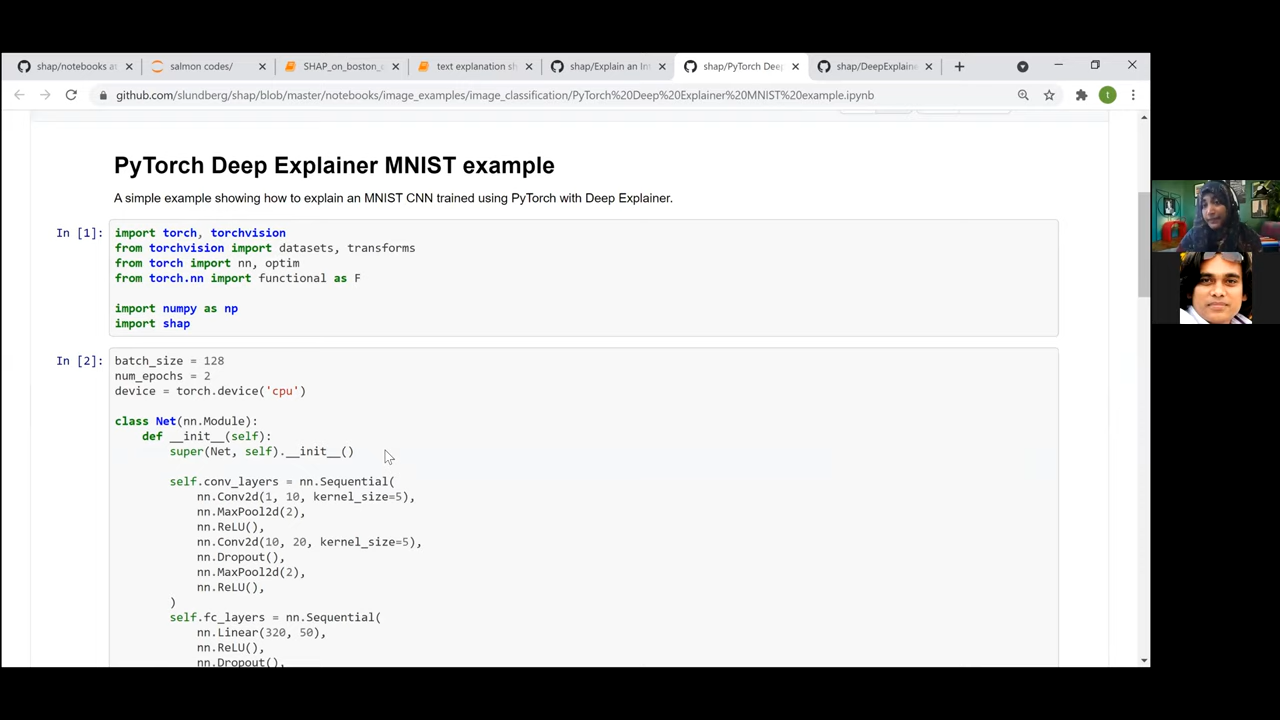 shap/notebooks at
salmon codes/
SHAP_on_boston_
text explanation sh
shap/Explain an Int
shap/PyTorch Deep
shap/DeepExplaine
github.com/slundberg/shap/blob/master/notebooks/image_examples/image_classification/PyTorch%20Deep%20Explainer%20MNIST%20example.ipynb
t
PyTorch Deep Explainer MNIST example
A simple example showing how to explain an MNIST CNN trained using PyTorch with Deep Explainer.
In [1]: import torch, torchvision
from torchvision import datasets, transforms
from torch import nn, optim
from torch.nn import functional as F
import numpy as np
import shap
In [2]: batch_size = 128
num_epochs = 2
device = torch.device('cpu')
class Net(nn.Module):
def __init__(self):
super(Net, self).__init__()
self.conv_layers = nn.Sequential(
nn.Conv2d(1, 10, kernel_size=5),
nn.MaxPool2d(2),
nn.ReLU(),
nn.Conv2d(10, 20, kernel_size=5),
nn.Dropout(),
nn.MaxPool2d(2),
nn.ReLU(),
)
self.fc_layers = nn.Sequential(
nn.Linear(320, 50),
nn.ReLU(),
nn.Dropout(),